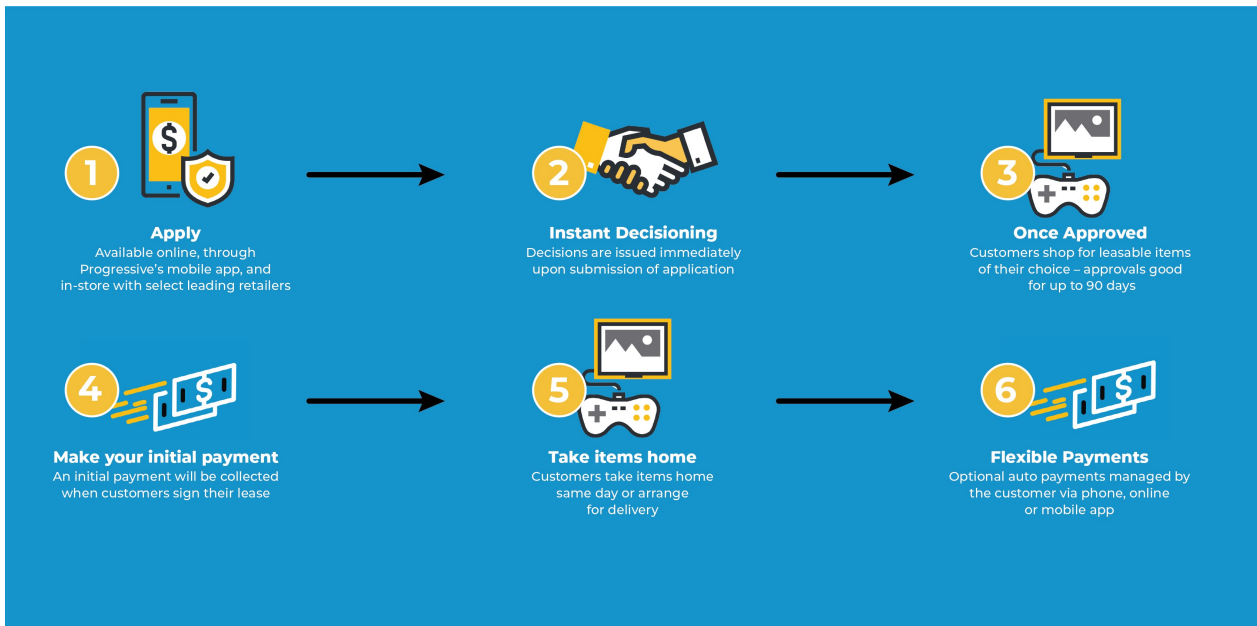 1
$
Apply
Available online, through
Progressive's mobile app, and
in-store with select leading retailers
2
Instant Decisioning
Decisions are issued immediately
upon submission of application
3
Once Approved
Customers shop for leasable items
of their choice – approvals good
for up to 90 days
4
$
Make your initial payment
An initial payment will be collected
when customers sign their lease
5
Take items home
Customers take items home
same day or arrange
for delivery
6
$
Flexible Payments
Optional auto payments managed by
the customer via phone, online
or mobile app